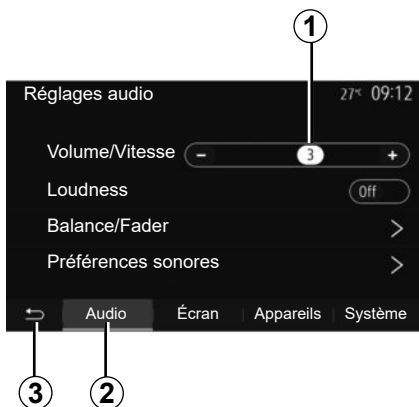 1
Réglages audio 27°C 09:12
Volume/Vitesse - 3 +
Loudness Off
Balance/Fader >
Préférences sonores >
Audio Écran Appareils Système
3 2